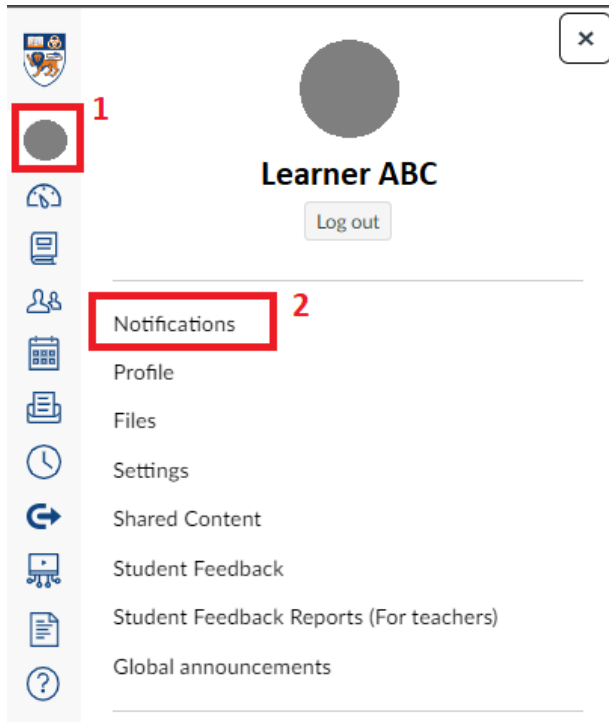 ×
1
Learner ABC
Log out
Notifications
2
Profile
Files
Settings
Shared Content
Student Feedback
Student Feedback Reports (For teachers)
Global announcements
?